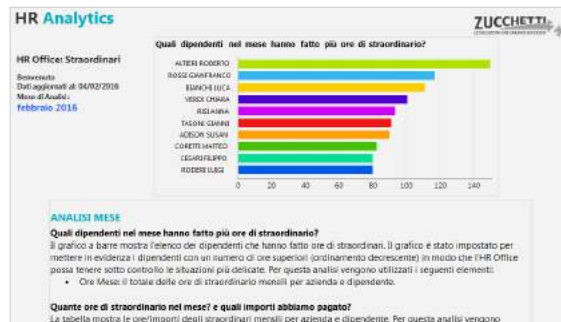 HR Analytics
ZUCCHETTI
Quali dipendenti nel mese hanno fatto più ore di straordinario?
HR Office: Straordinari
Benvenuto
Dati aggiornati al: 04/02/2016
Mese di Analisi:
febbraio 2016
ALTIERI ROBERTO
ROSSI GIANFRANCO
BIANCHI LUCA
VERDI CHIARA
RISI ANNA
TASONI GIANNI
ADISON SUSAN
CORETTI MATTEO
CESARI FILIPPO
RODERI LUIGI
0 20 40 60 80 100 120 140
ANALISI MESE
Quali dipendenti nel mese hanno fatto più ore di straordinario?
Il grafico a barre mostra l'elenco dei dipendenti che hanno fatto ore di straordinari. Il grafico è stato impostato per
mettere in evidenza i dipendenti con un numero di ore superiori (ordinamento decrescente) in modo che l'HR Office
possa tenere sotto controllo le situazioni più delicate. Per questa analisi vengono utilizzati i seguenti elementi:
• Ore Mese: il totale delle ore di straordinario mensili per azienda e dipendente.
Quante ore di straordinario nel mese? e quali importi abbiamo pagato?
La tabella mostra le ore/importi degli straordinari mensili per azienda e dipendente. Per questa analisi vengono